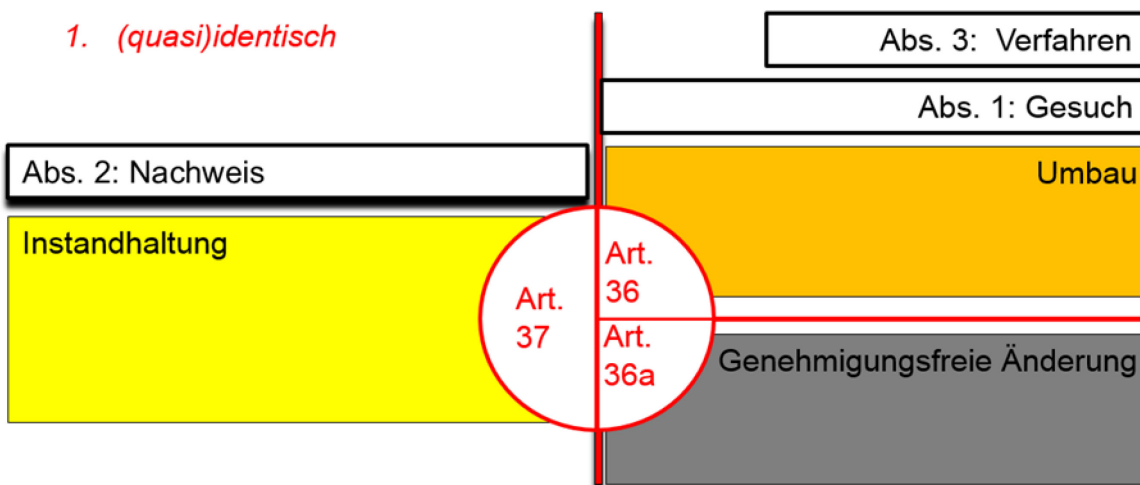 1. (quasi)identisch
Abs. 3: Verfahren
Abs. 1: Gesuch
Abs. 2: Nachweis
Umbau
Instandhaltung
Art.
36
Art.
37
Art.
36a
Genehmigungsfreie Änderung